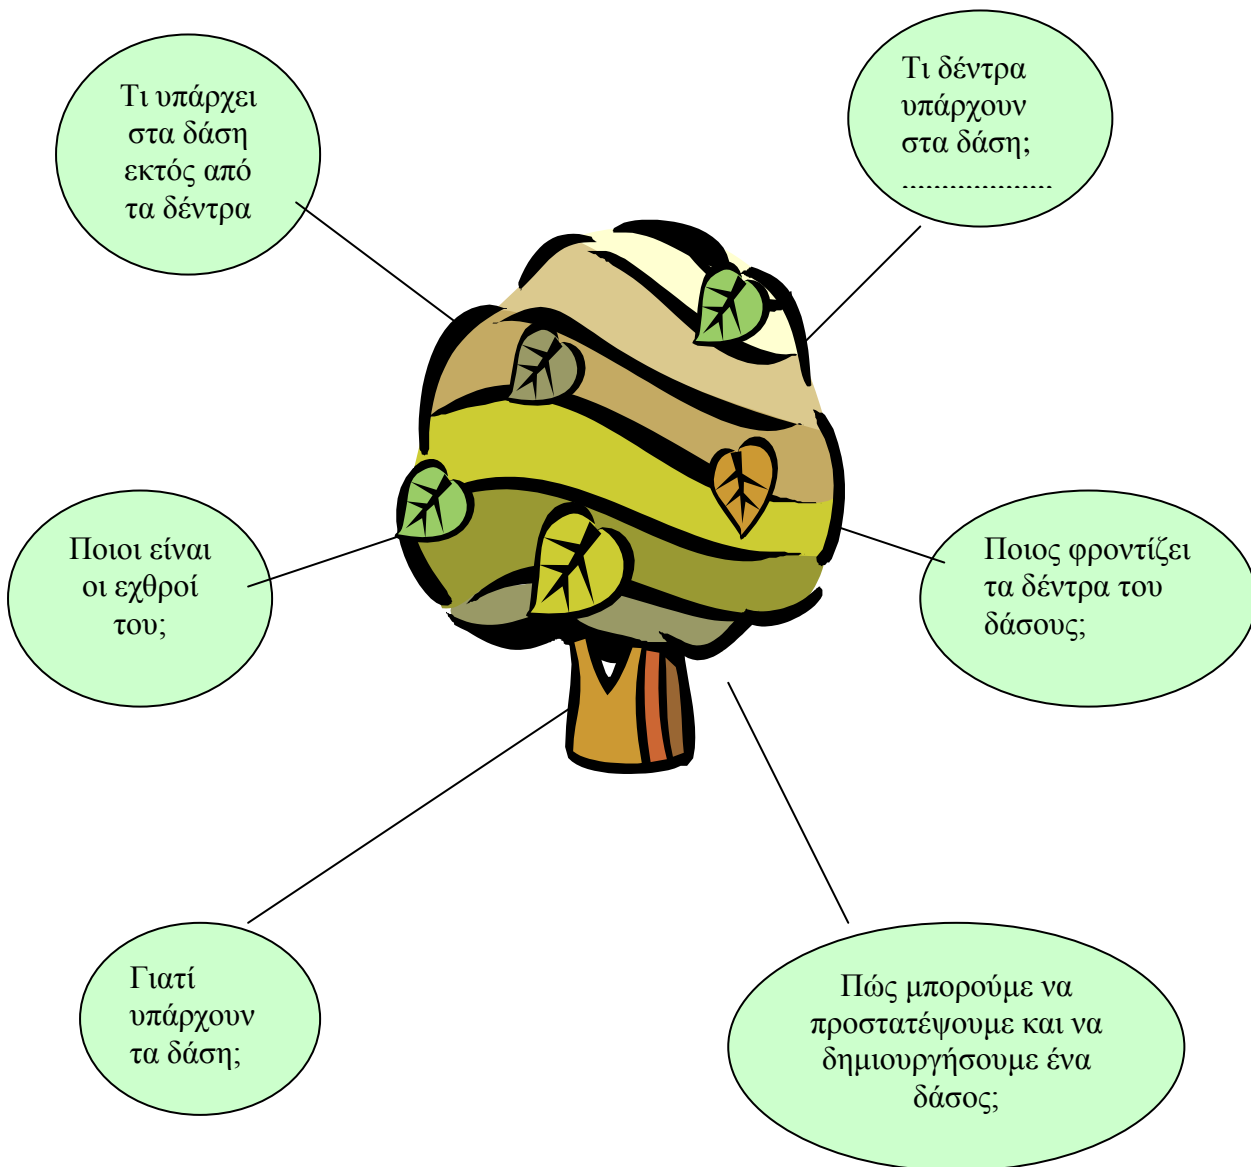 Τι υπάρχει
στα δάση
εκτός από
τα δέντρα
Τι δέντρα
υπάρχουν
στα δάση;
...................
Ποιοι είναι
οι εχθροί
του;
Ποιος φροντίζει
τα δέντρα του
δάσους;
Γιατί
υπάρχουν
τα δάση;
Πώς μπορούμε να
προστατέψουμε και να
δημιουργήσουμε ένα
δάσος;